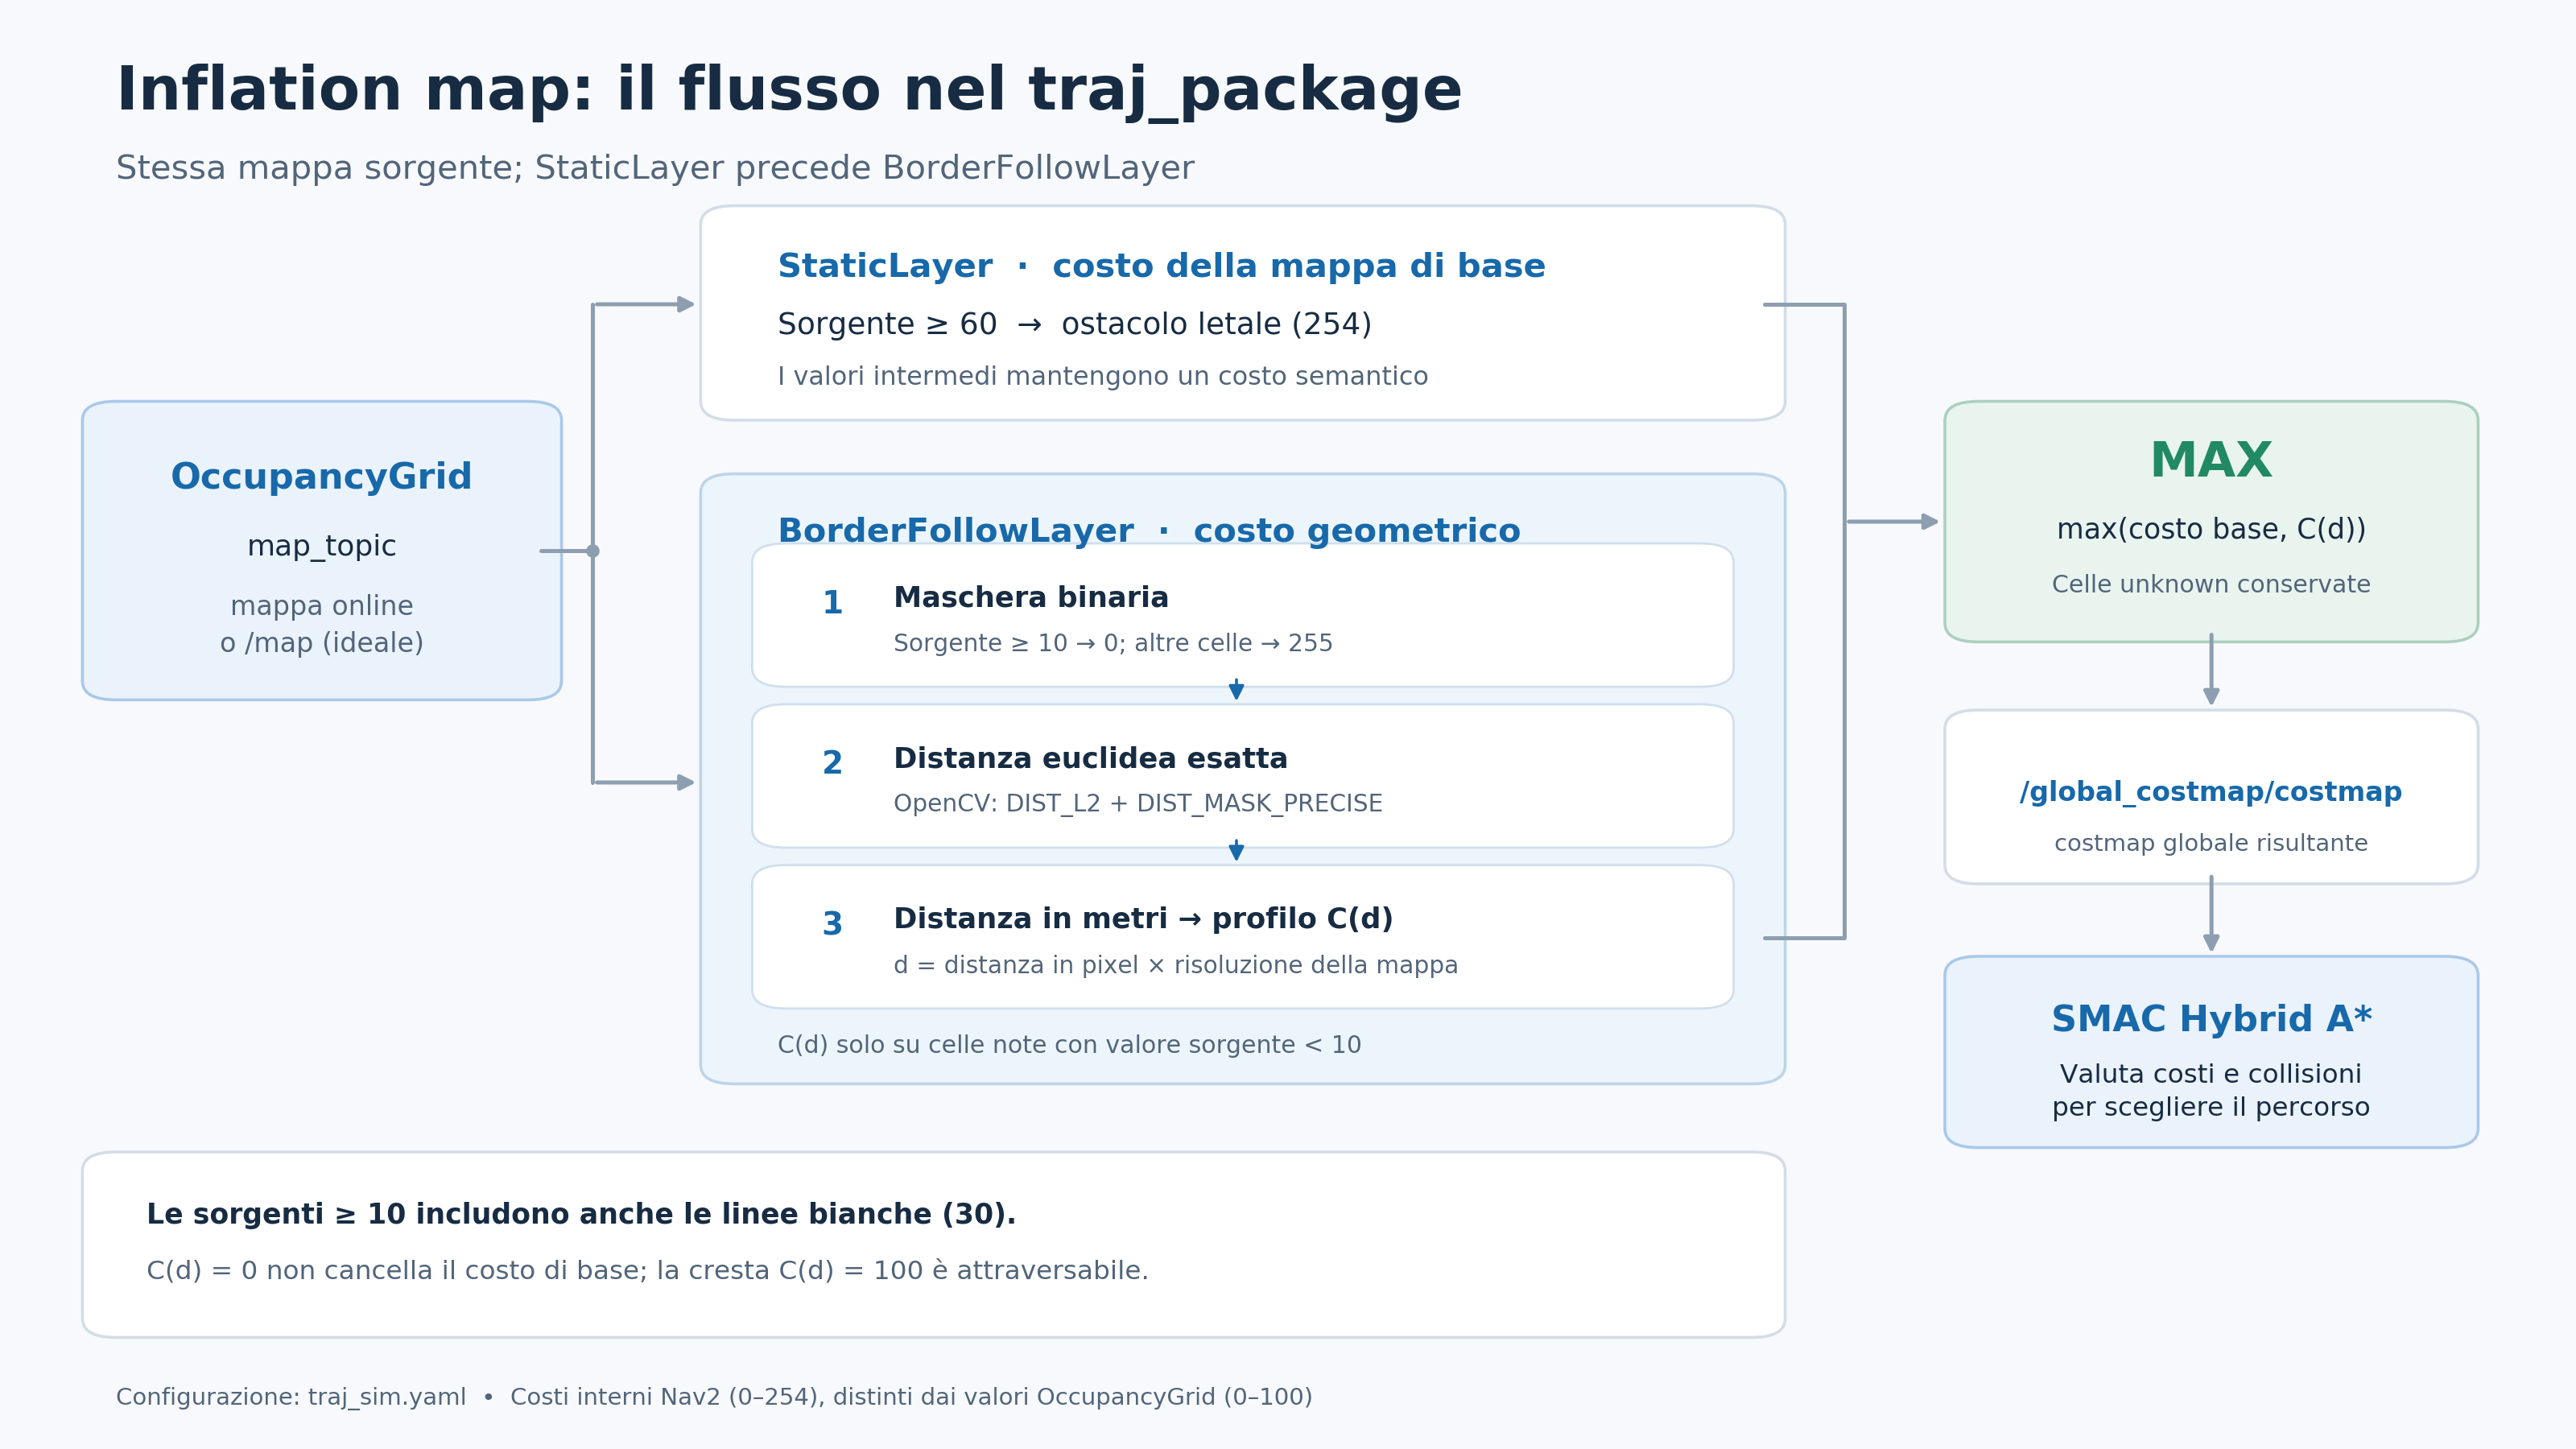 Inflation map: il flusso nel traj_package
Stessa mappa sorgente; StaticLayer precede BorderFollowLayer
OccupancyGrid
map_topic
mappa online
o /map (ideale)
StaticLayer · costo della mappa di base
Sorgente ≥ 60 → ostacolo letale (254)
I valori intermedi mantengono un costo semantico
BorderFollowLayer · costo geometrico
1 Maschera binaria
Sorgente ≥ 10 → 0; altre celle → 255
2 Distanza euclidea esatta
OpenCV: DIST_L2 + DIST_MASK_PRECISE
3 Distanza in metri → profilo C(d)
d = distanza in pixel × risoluzione della mappa
C(d) solo su celle note con valore sorgente < 10
MAX
max(costo base, C(d))
Celle unknown conservate
/global_costmap/costmap
costmap globale risultante
SMAC Hybrid A*
Valuta costi e collisioni
per scegliere il percorso
Le sorgenti ≥ 10 includono anche le linee bianche (30).
C(d) = 0 non cancella il costo di base; la cresta C(d) = 100 è attraversabile.
Configurazione: traj_sim.yaml • Costi interni Nav2 (0–254), distinti dai valori OccupancyGrid (0–100)